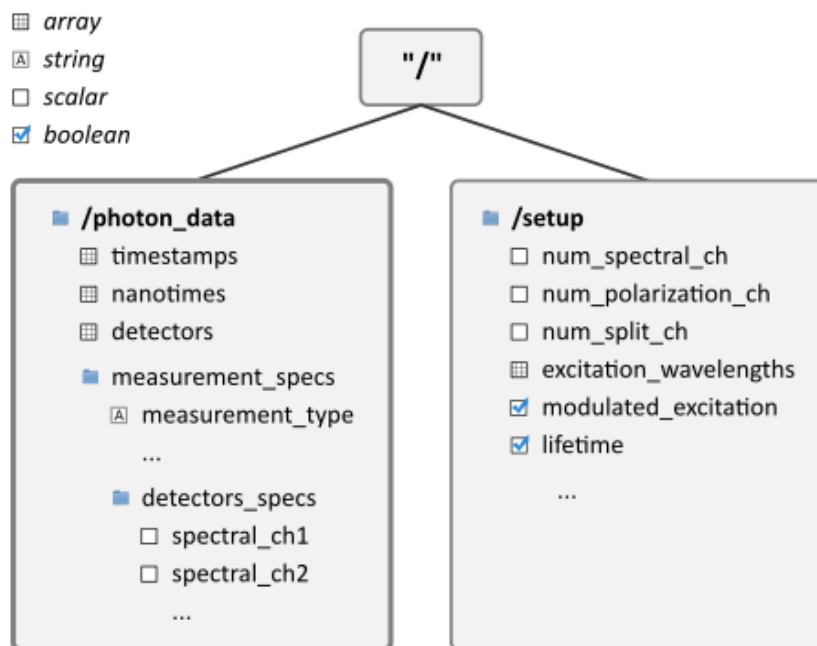 array
string
scalar
boolean
"/"
/photon_data
timestamps
nanotimes
detectors
measurement_specs
A measurement_type
...
detectors_specs
spectral_ch1
spectral_ch2
...
/setup
num_spectral_ch
num_polarization_ch
num_split_ch
excitation_wavelengths
modulated_excitation
lifetime
...